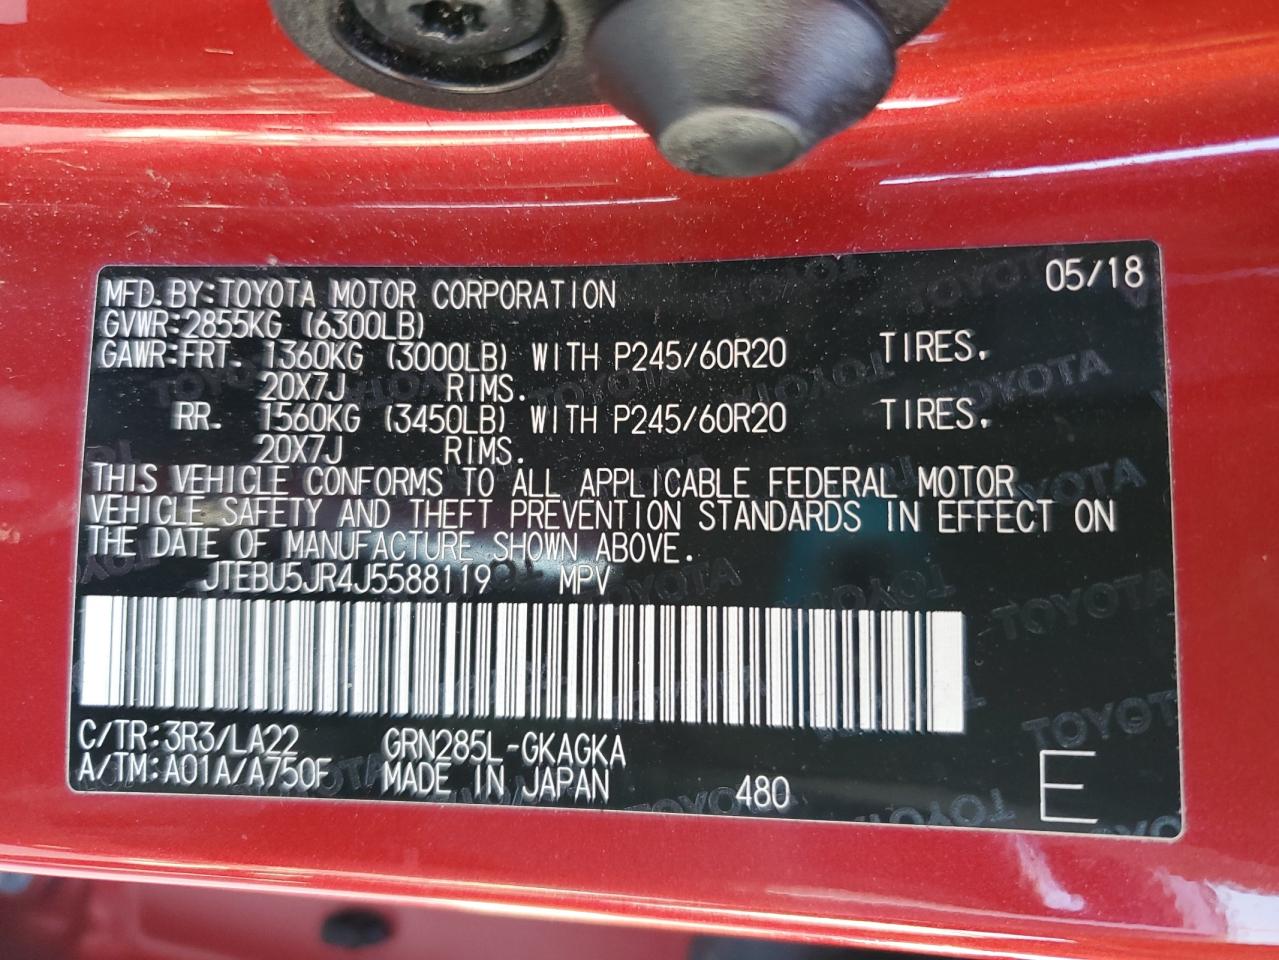 05/18
MFD.BY:TOYOTA MOTOR CORPORATION
GVWR:2855KG (6300LB)
GAWR:FRT. 1360KG (3000LB) WITH P245/60R20 TIRES.
20X7J RIMS.
RR. 1560KG (3450LB) WITH P245/60R20 TIRES.
20X7J RIMS.
THIS VEHICLE CONFORMS TO ALL APPLICABLE FEDERAL MOTOR
VEHICLE SAFETY AND THEFT PREVENTION STANDARDS IN EFFECT ON
THE DATE OF MANUFACTURE SHOWN ABOVE.
JTEBU5JR4J5588119 MPV
C/TR:3R3/LA22 GRN285L-GKAGKA
A/TM:A01A/A750F MADE IN JAPAN 480 E